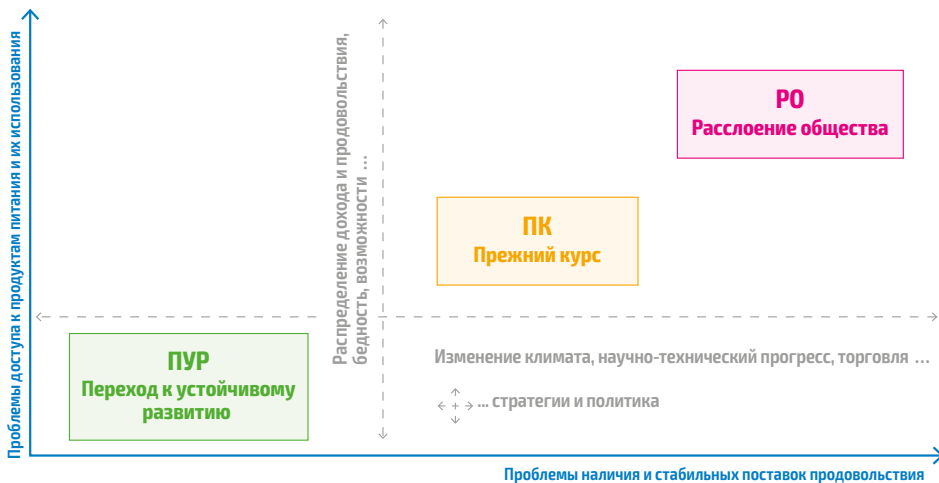 Проблемы доступа к продуктам питания и их использования
Распределение дохода и продовольствия,
бедность, возможности ...
РО
Расслоение общества
ПК
Прежний курс
ПУР
Переход к устойчивому
развитию
Изменение климата, научно-технический прогресс, торговля ...
... стратегии и политика
Проблемы наличия и стабильных поставок продовольствия